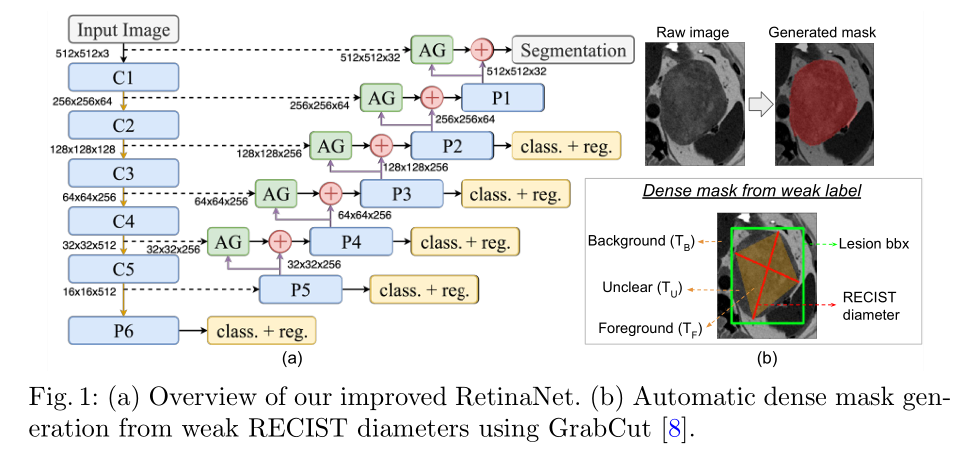 Input Image
512x512x3
C1
256x256x64
C2
128x128x128
C3
64x64x256
C4
32x32x512
C5
16x16x512
P6
class. + reg.
512x512x32
AG
+
Segmentation
512x512x32
256x256x64
AG
+
P1
256x256x64
128x128x256
AG
+
P2
class. + reg.
128x128x256
64x64x256
AG
+
P3
class. + reg.
64x64x256
32x32x256
AG
+
P4
class. + reg.
32x32x256
P5
class. + reg.
(a)
Raw image
Generated mask
Dense mask from weak label
Background (T_B)
Lesion bbx
Unclear (T_U)
RECIST
diameter
Foreground (T_F)
(b)
Fig. 1: (a) Overview of our improved RetinaNet. (b) Automatic dense mask gen-
eration from weak RECIST diameters using GrabCut [8].